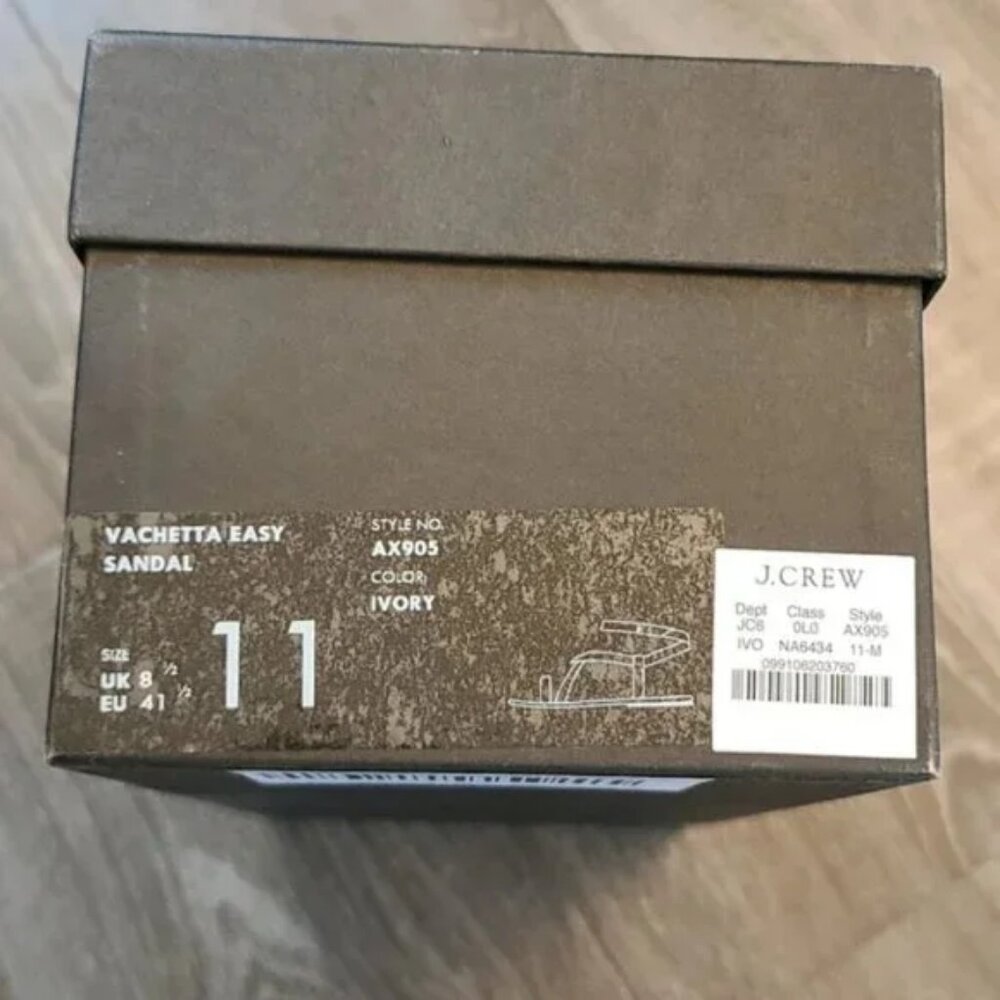 VACHETTA EASY
SANDAL
STYLE NO.
AX905
COLOR:
IVORY
SIZE
UK 8 ½
EU 41 ½
11
J.CREW
Dept Class Style
JC8 0L0 AX905
IVO NA6434 11-M
099106203760